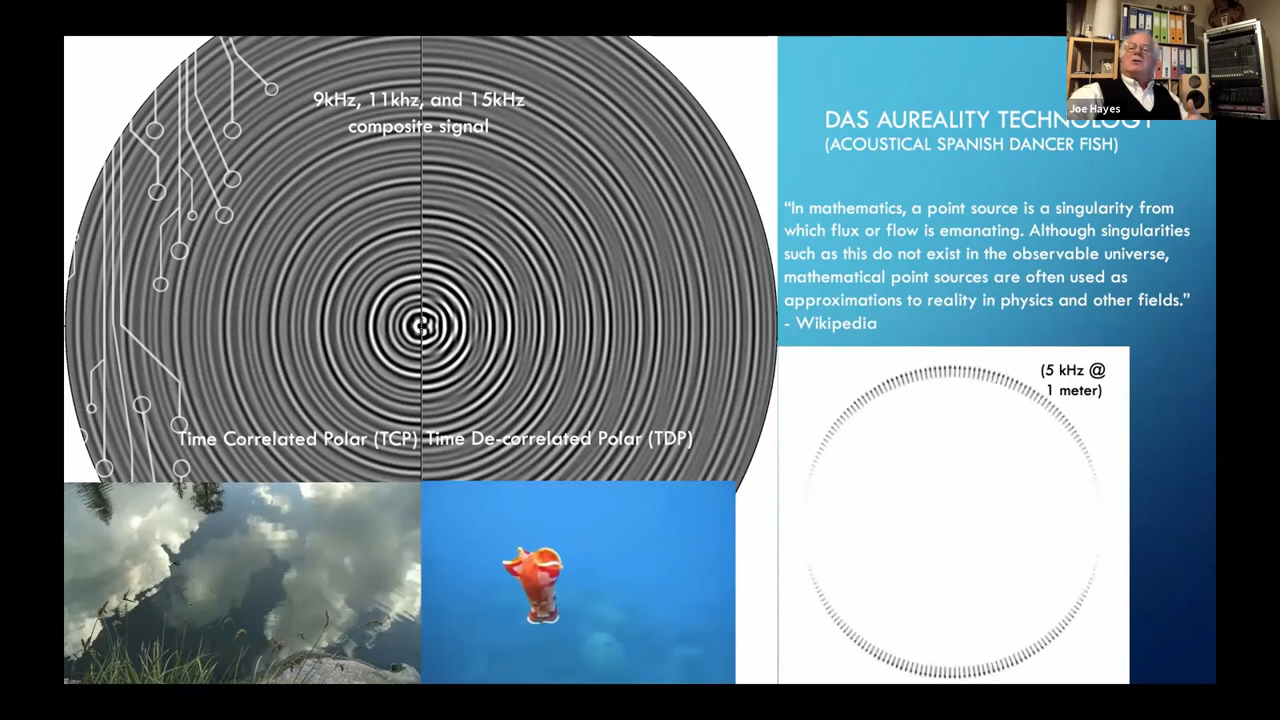 9kHz, 11khz, and 15kHz
composite signal
Time Correlated Polar (TCP)
Time De-correlated Polar (TDP)
DAS AUREALITY TECHNOLOGY
(ACOUSTICAL SPANISH DANCER FISH)
“In mathematics, a point source is a singularity from
which flux or flow is emanating. Although singularities
such as this do not exist in the observable universe,
mathematical point sources are often used as
approximations to reality in physics and other fields.”
- Wikipedia
(5 kHz @
1 meter)
Joe Hayes